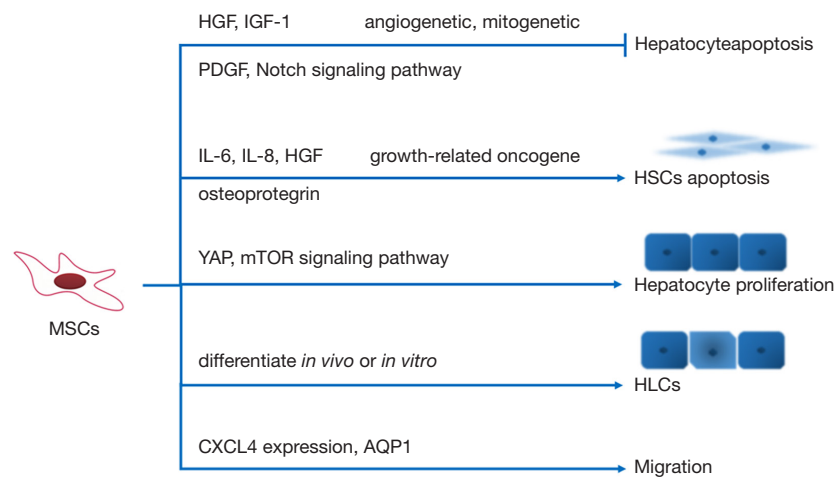 HGF, IGF-1 angiogenetic, mitogenetic
Hepatocyteapoptosis
PDGF, Notch signaling pathway
IL-6, IL-8, HGF growth-related oncogene
HSCs apoptosis
osteoprotegrin
YAP, mTOR signaling pathway
Hepatocyte proliferation
MSCs
differentiate in vivo or in vitro
HLCs
CXCL4 expression, AQP1
Migration